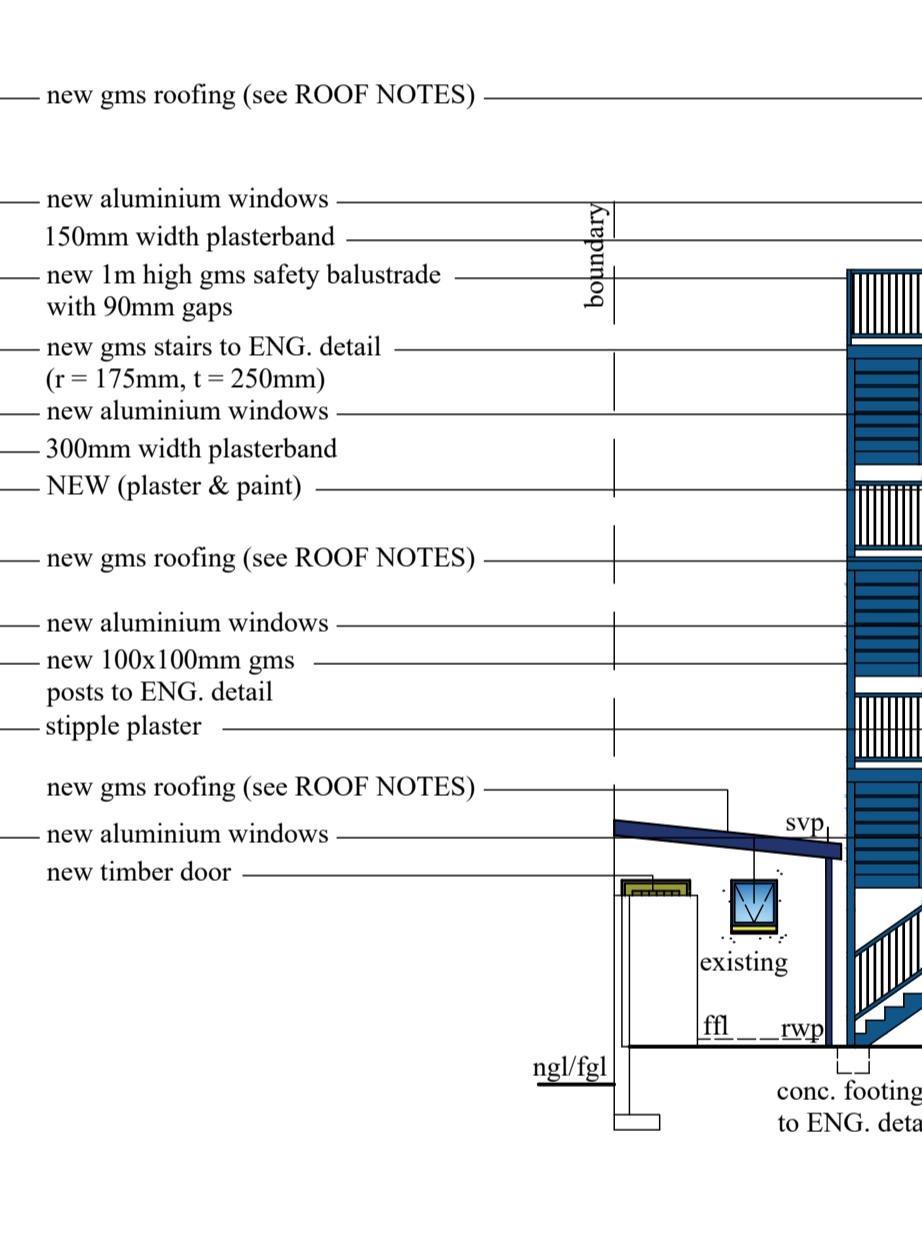 new gms roofing (see ROOF NOTES)
new aluminium windows
150mm width plasterband
new 1m high gms safety balustrade
with 90mm gaps
new gms stairs to ENG. detail
(r = 175mm, t = 250mm)
new aluminium windows
300mm width plasterband
NEW (plaster & paint)
new gms roofing (see ROOF NOTES)
new aluminium windows
new 100x100mm gms
posts to ENG. detail
stipple plaster
new gms roofing (see ROOF NOTES)
new aluminium windows
new timber door
boundary
svp
existing
ffl
rwp
ngl/fgl
conc. footing
to ENG. deta